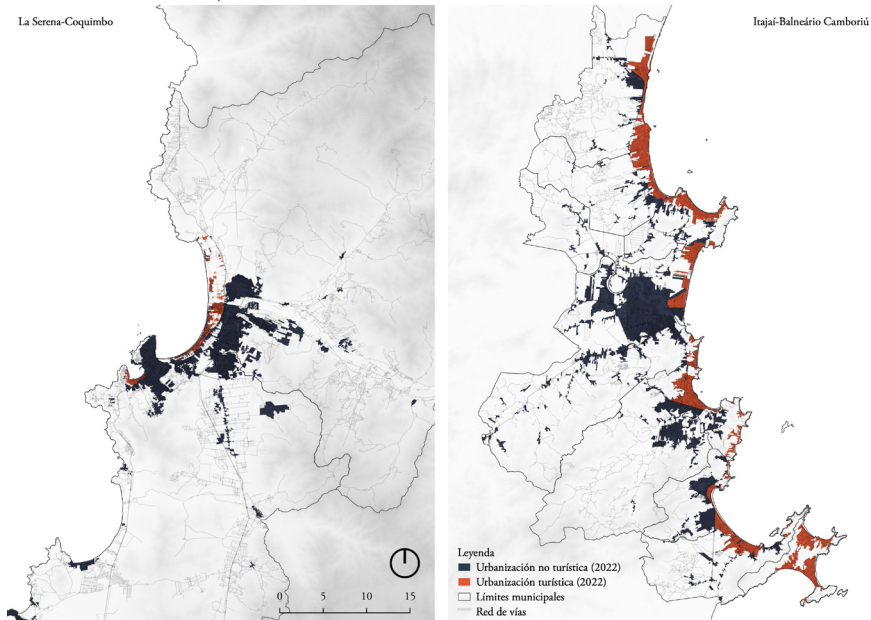 La Serena-Coquimbo
Itajaí-Balneário Camboriú
Leyenda
Urbanización no turística (2022)
Urbanización turística (2022)
Límites municipales
Red de vías
0 5 10 15